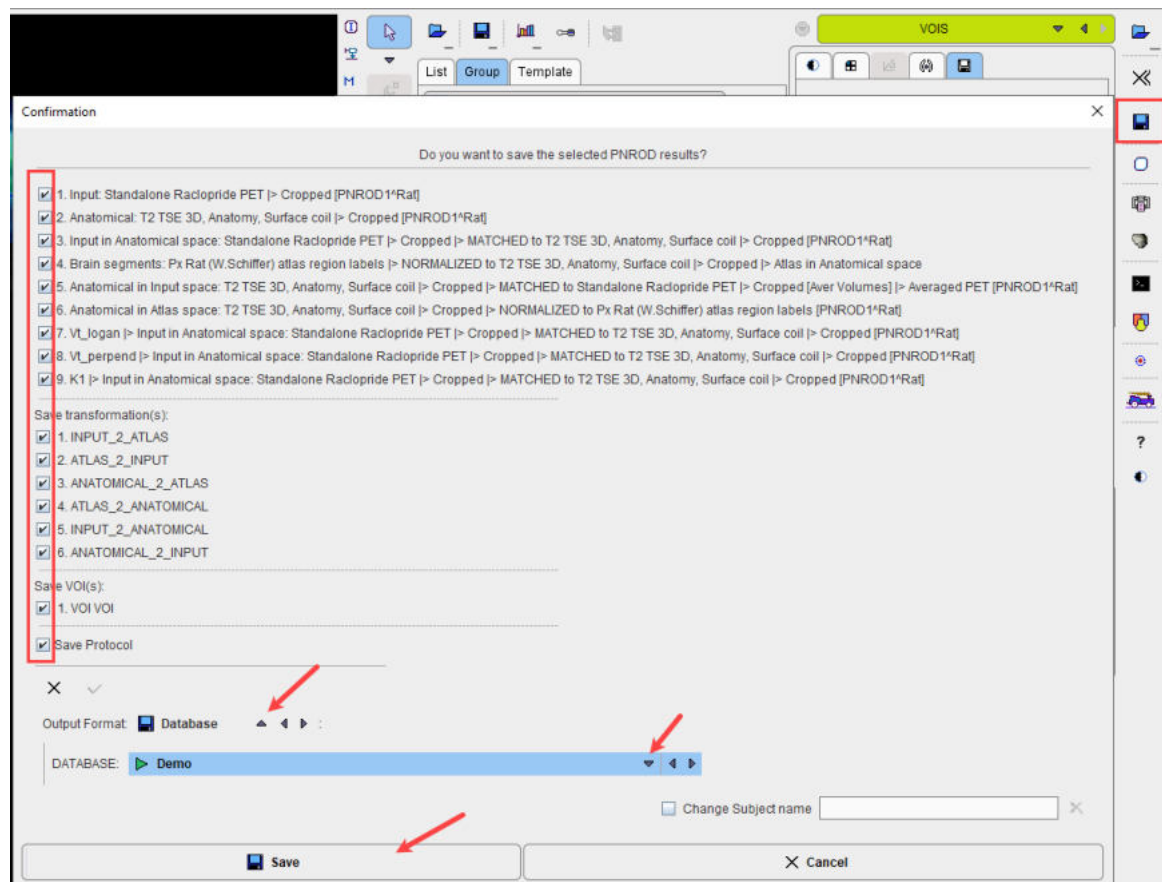 VOIS
List Group Template
M
Confirmation
Do you want to save the selected PNROD results?
1. Input: Standalone Raclopride PET |> Cropped [PNROD1^Rat]
2. Anatomical: T2 TSE 3D, Anatomy, Surface coil |> Cropped [PNROD1^Rat]
3. Input in Anatomical space: Standalone Raclopride PET |> Cropped |> MATCHED to T2 TSE 3D, Anatomy, Surface coil |> Cropped [PNROD1^Rat]
4. Brain segments: Px Rat (W.Schiffer) atlas region labels |> NORMALIZED to T2 TSE 3D, Anatomy, Surface coil |> Cropped |> Atlas in Anatomical space
5. Anatomical in Input space: T2 TSE 3D, Anatomy, Surface coil |> Cropped |> MATCHED to Standalone Raclopride PET |> Cropped [Aver Volumes] |> Averaged PET [PNROD1^Rat]
6. Anatomical in Atlas space: T2 TSE 3D, Anatomy, Surface coil |> Cropped |> NORMALIZED to Px Rat (W.Schiffer) atlas region labels [PNROD1^Rat]
7. Vt_logan |> Input in Anatomical space: Standalone Raclopride PET |> Cropped |> MATCHED to T2 TSE 3D, Anatomy, Surface coil |> Cropped [PNROD1^Rat]
8. Vt_perpend |> Input in Anatomical space: Standalone Raclopride PET |> Cropped |> MATCHED to T2 TSE 3D, Anatomy, Surface coil |> Cropped [PNROD1^Rat]
9. K1 |> Input in Anatomical space: Standalone Raclopride PET |> Cropped |> MATCHED to T2 TSE 3D, Anatomy, Surface coil |> Cropped [PNROD1^Rat]
Save transformation(s):
1. INPUT_2_ATLAS
2. ATLAS_2_INPUT
3. ANATOMICAL_2_ATLAS
4. ATLAS_2_ANATOMICAL
5. INPUT_2_ANATOMICAL
6. ANATOMICAL_2_INPUT
Save VOI(s):
1. VOI VOI
Save Protocol
Output Format: Database :
DATABASE: Demo
Change Subject name
Save Cancel
?